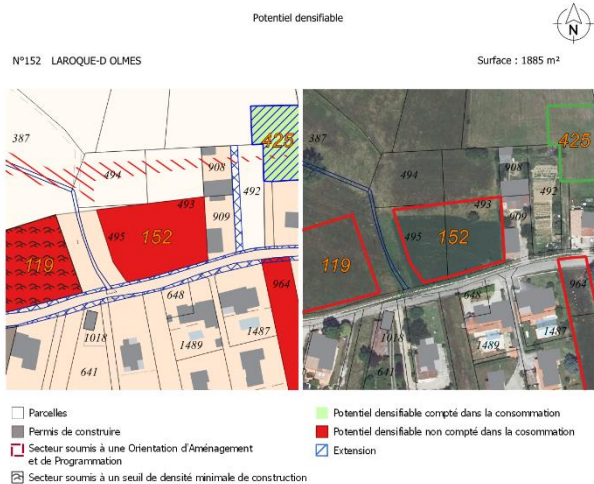 Potentiel densifiable
N
N°152 LAROQUE-D OLMES
Surface : 1885 m²
387
494
908
425
492
493
909
495
152
119
964
648
1018
1487
1489
641
387
494
908
425
492
493
909
495
152
119
964
648
1018
1487
1489
641
Parcelles
Permis de construire
Secteur soumis à une Orientation d'Aménagement
et de Programmation
Secteur soumis à un seuil de densité minimale de construction
Potentiel densifiable compté dans la consommation
Potentiel densifiable non compté dans la cosommation
Extension